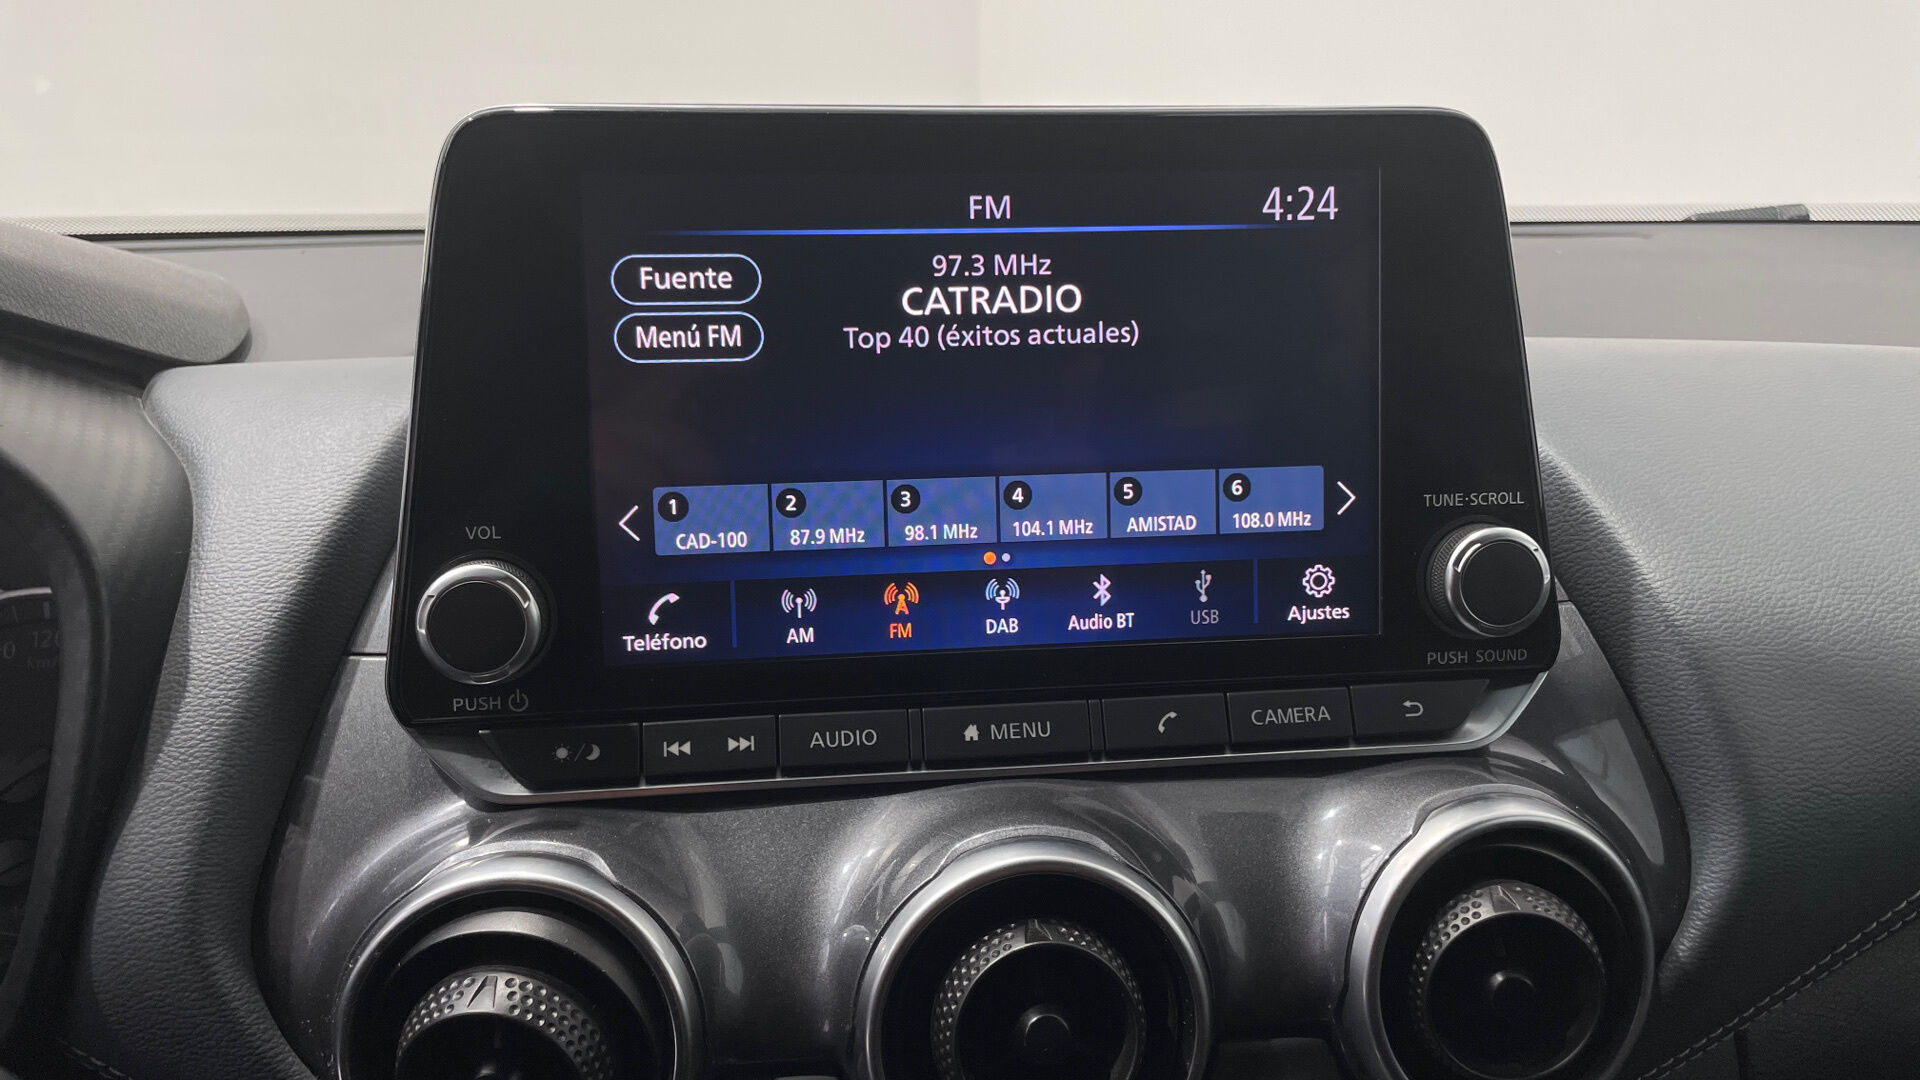 FM
4:24
Fuente
97.3 MHz
CATRADIO
Menú FM
Top 40 (éxitos actuales)
1
CAD-100
2
87.9 MHz
3
98.1 MHz
4
104.1 MHz
5
AMISTAD
6
108.0 MHz
Teléfono
AM
FM
DAB
Audio BT
USB
Ajustes
VOL
PUSH
TUNE·SCROLL
PUSH SOUND
AUDIO
MENU
CAMERA